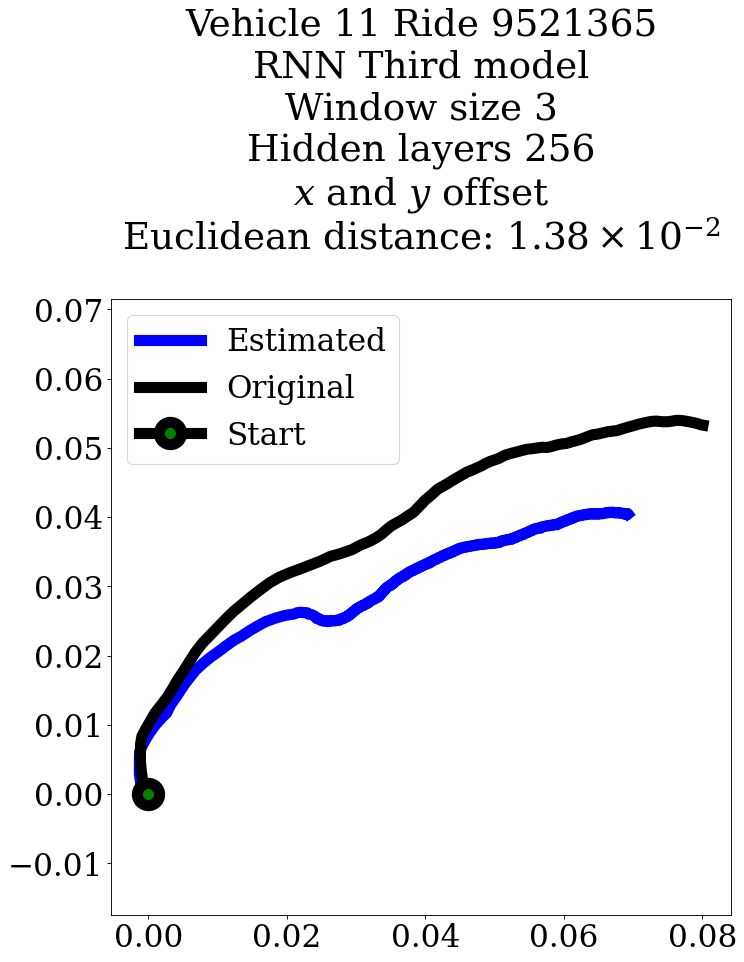 Vehicle 11 Ride 9521365
RNN Third model
Window size 3
Hidden layers 256
x and y offset
Euclidean distance: 1.38 × 10⁻²
0.07
0.06
0.05
0.04
0.03
0.02
0.01
0.00
−0.01
Estimated
Original
Start
0.00 0.02 0.04 0.06 0.08